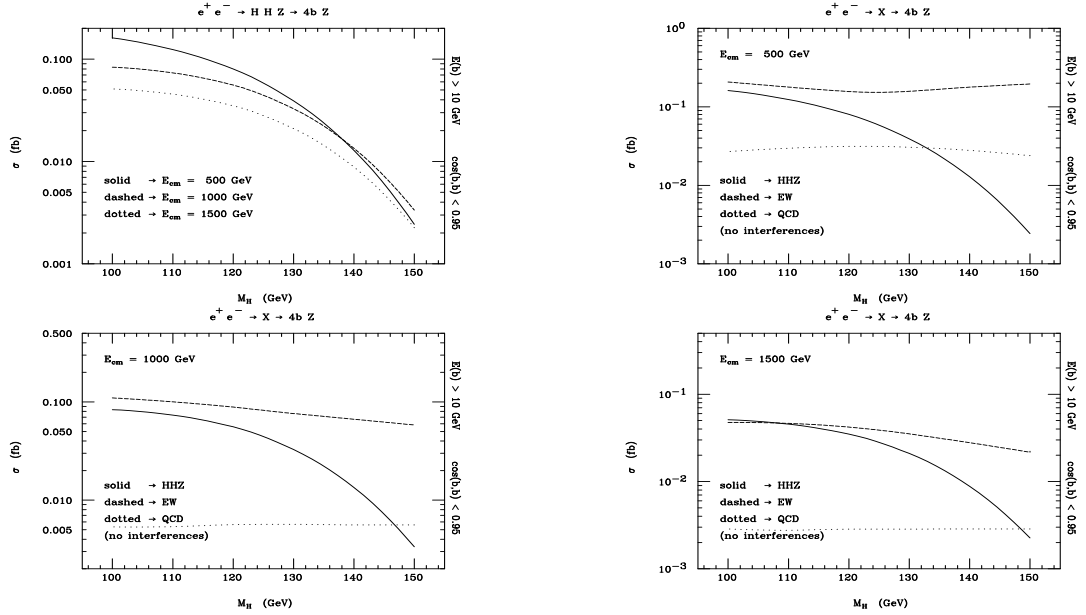 e⁺ e⁻ → H H Z → 4b Z
0.100
0.050
0.010
0.005
0.001
σ (fb)
solid → E_cm = 500 GeV
dashed → E_cm = 1000 GeV
dotted → E_cm = 1500 GeV
E(b) > 10 GeV cos(b,b) < 0.95
100 110 120 130 140 150
M_H (GeV)
e⁺ e⁻ → X → 4b Z
10⁰
10⁻¹
10⁻²
10⁻³
σ (fb)
E_cm = 500 GeV
solid → HHZ
dashed → EW
dotted → QCD
(no interferences)
E(b) > 10 GeV cos(b,b) < 0.95
100 110 120 130 140 150
M_H (GeV)
e⁺ e⁻ → X → 4b Z
0.500
0.100
0.050
0.010
0.005
σ (fb)
E_cm = 1000 GeV
solid → HHZ
dashed → EW
dotted → QCD
(no interferences)
E(b) > 10 GeV cos(b,b) < 0.95
100 110 120 130 140 150
M_H (GeV)
e⁺ e⁻ → X → 4b Z
10⁻¹
10⁻²
10⁻³
σ (fb)
E_cm = 1500 GeV
solid → HHZ
dashed → EW
dotted → QCD
(no interferences)
E(b) > 10 GeV cos(b,b) < 0.95
100 110 120 130 140 150
M_H (GeV)